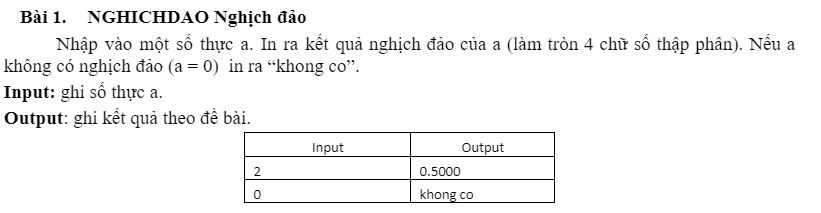 Bài 1. NGHICHDAO Nghịch đảo
Nhập vào một số thực a. In ra kết quả nghịch đảo của a (làm tròn 4 chữ số thập phân). Nếu a
không có nghịch đảo (a = 0) in ra “khong co”.
Input: ghi số thực a.
Output: ghi kết quả theo đề bài.
Input Output
2 0.5000
0 khong co